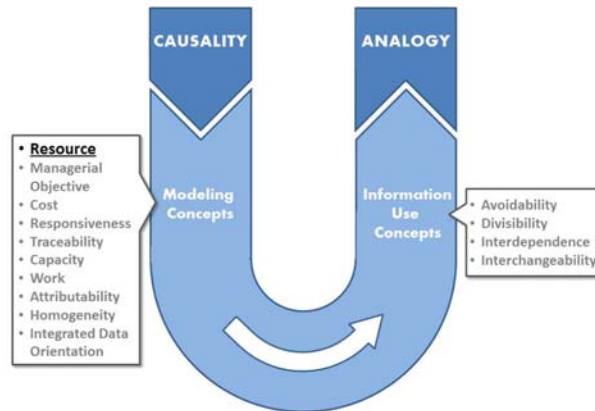 CAUSALITY
ANALOGY
• Resource
• Managerial
Objective
• Cost
• Responsiveness
• Traceability
• Capacity
• Work
• Attributability
• Homogeneity
• Integrated Data
Orientation
Modeling
Concepts
Information
Use
Concepts
• Avoidability
• Divisibility
• Interdependence
• Interchangeability